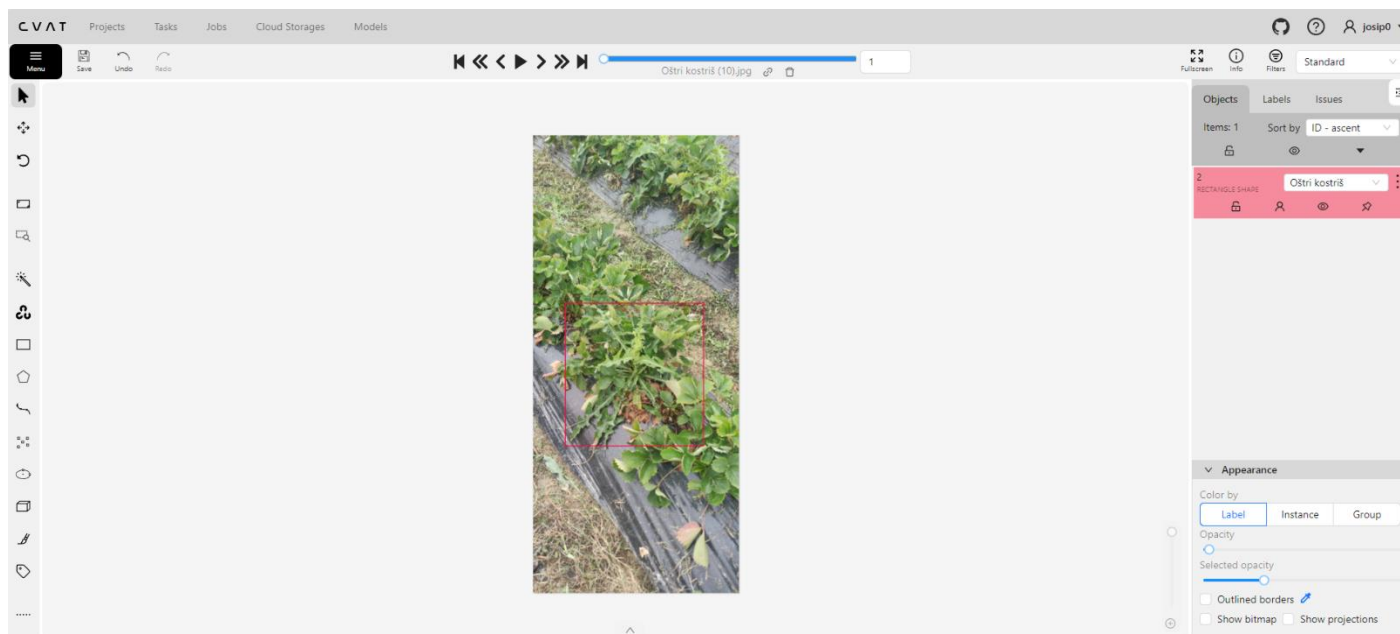 CVAT Projects Tasks Jobs Cloud Storages Models josip0
Menu Save Undo Redo Oštri kostriš (10).jpg 1 Fullscreen Info Filters Standard
Objects Labels Issues
Items: 1 Sort by ID - ascent
2
RECTANGLE SHAPE Oštri kostriš
Appearance
Color by
Label Instance Group
Opacity
Selected opacity
Outlined borders
Show bitmap Show projections